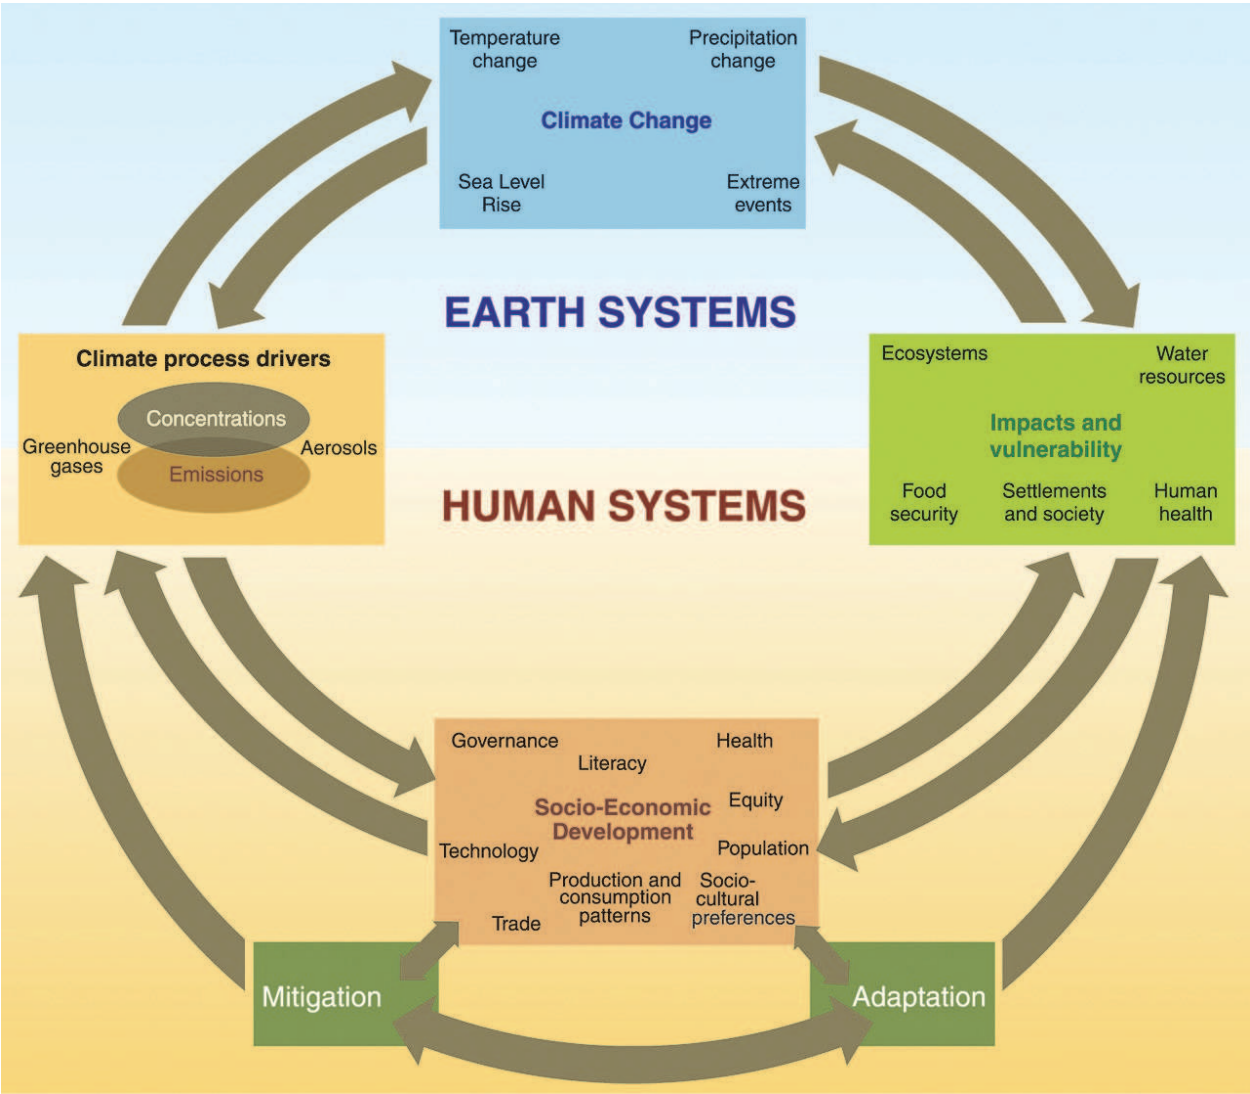 Temperature
change
Precipitation
change
Climate Change
Sea Level
Rise
Extreme
events
EARTH SYSTEMS
Climate process drivers
Concentrations
Greenhouse
gases
Aerosols
Emissions
Ecosystems
Water
resources
Impacts and
vulnerability
Food
security
Settlements
and society
Human
health
HUMAN SYSTEMS
Governance
Literacy
Health
Socio-Economic
Development
Equity
Technology
Population
Production and
consumption
patterns
Socio-
cultural
preferences
Trade
Mitigation
Adaptation